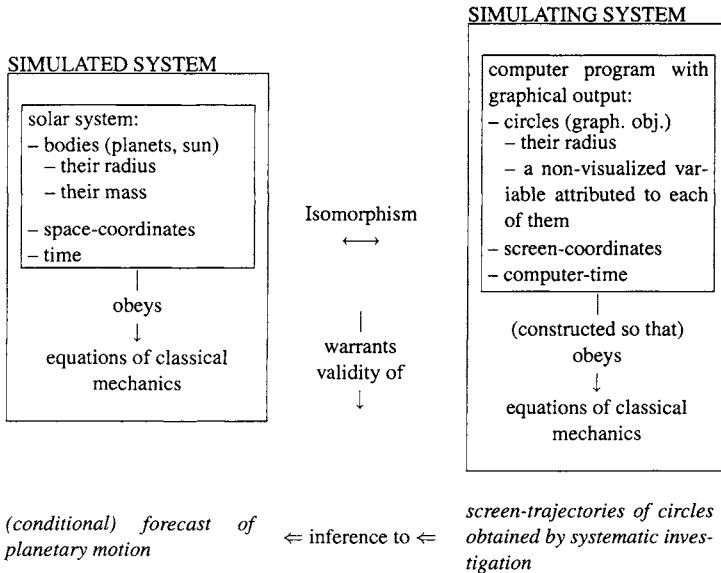 SIMULATED SYSTEM
solar system:
– bodies (planets, sun)
– their radius
– their mass
– space-coordinates
– time
obeys
equations of classical
mechanics
Isomorphism
warrants
validity of
SIMULATING SYSTEM
computer program with
graphical output:
– circles (graph. obj.)
– their radius
– a non-visualized var-
iable attributed to each
of them
– screen-coordinates
– computer-time
(constructed so that)
obeys
equations of classical
mechanics
(conditional) forecast of
planetary motion
⇐ inference to ⇐
screen-trajectories of circles
obtained by systematic inves-
tigation